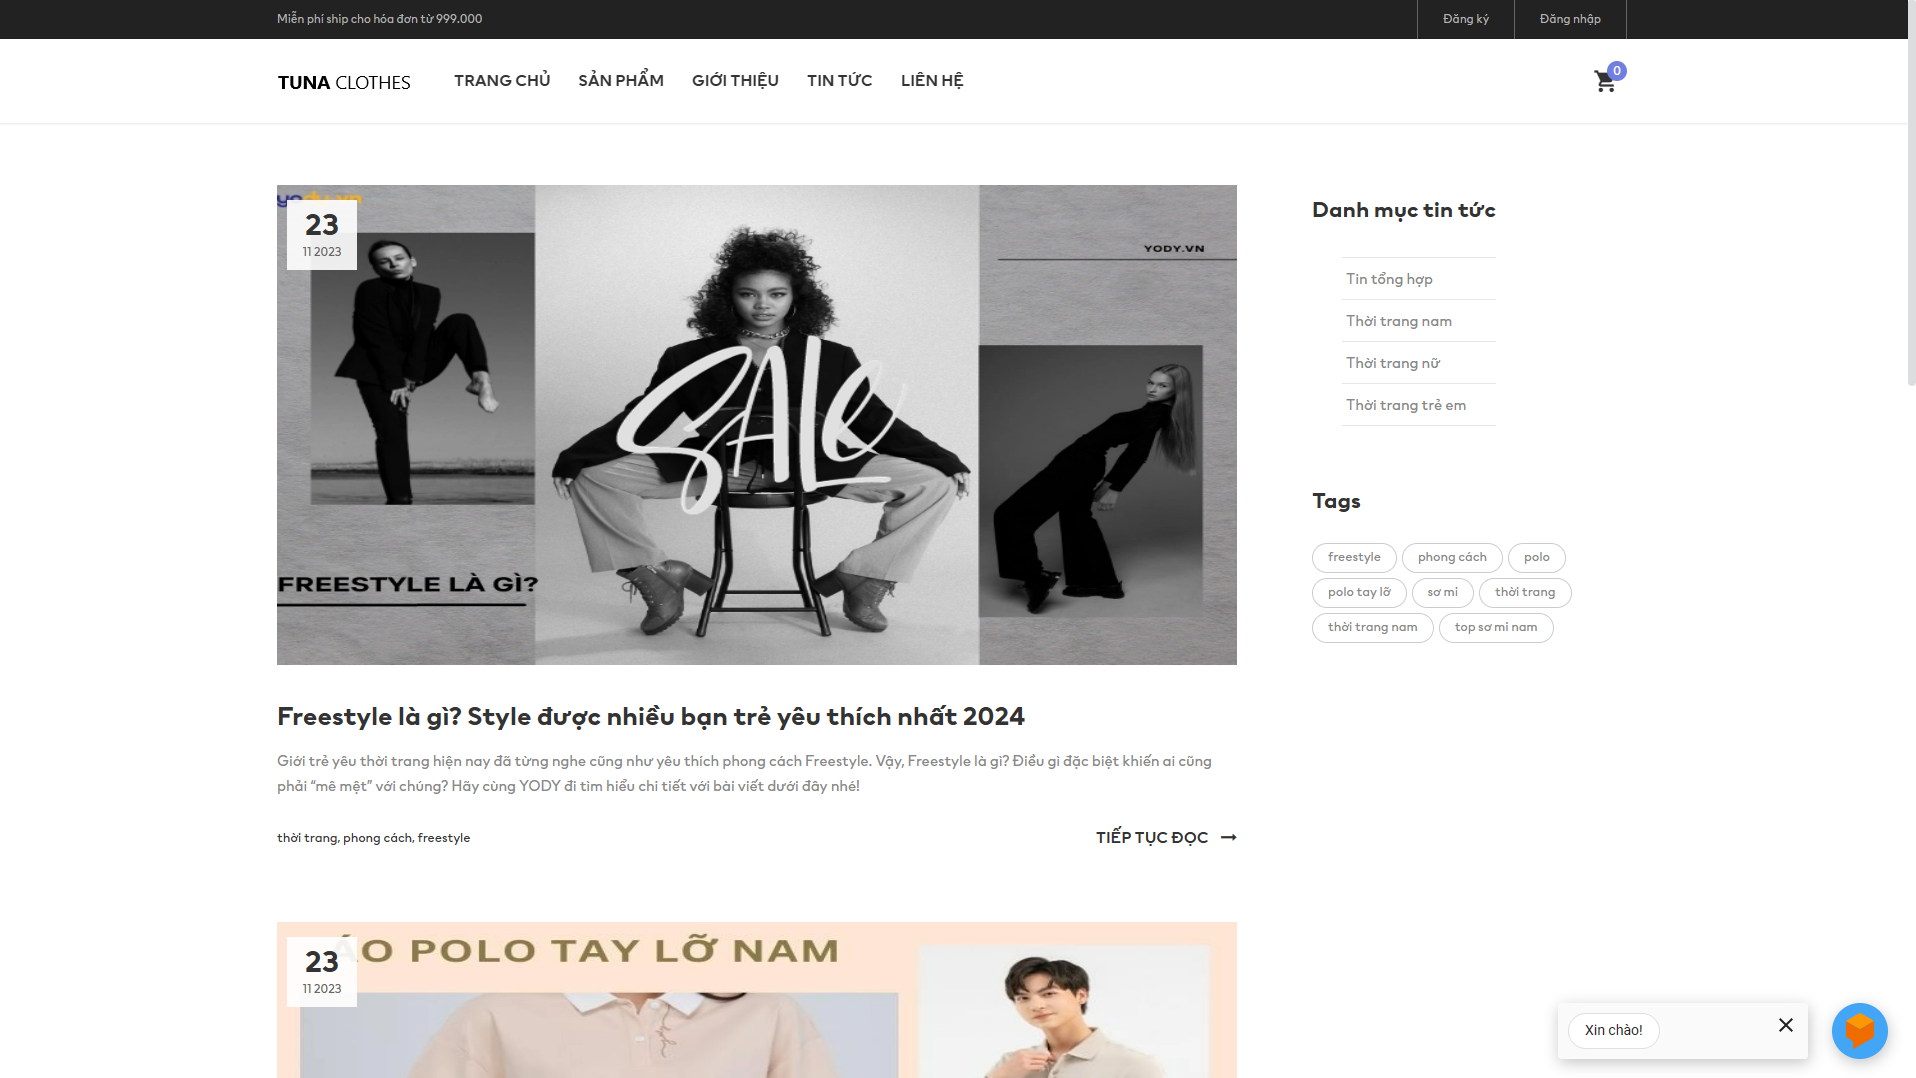 Miễn phí ship cho hóa đơn từ 999.000
Đăng ký
Đăng nhập
TUNA CLOTHES
TRANG CHỦ
SẢN PHẨM
GIỚI THIỆU
TIN TỨC
LIÊN HỆ
0
23
11 2023
YODY.VN
SALE
FREESTYLE LÀ GÌ?
Freestyle là gì? Style được nhiều bạn trẻ yêu thích nhất 2024
Giới trẻ yêu thời trang hiện nay đã từng nghe cũng như yêu thích phong cách Freestyle. Vậy, Freestyle là gì? Điều gì đặc biệt khiến ai cũng
phải “mê mệt” với chúng? Hãy cùng YODY đi tìm hiểu chi tiết với bài viết dưới đây nhé!
thời trang, phong cách, freestyle
TIẾP TỤC ĐỌC
23
11 2023
ÁO POLO TAY LỠ NAM
Danh mục tin tức
Tin tổng hợp
Thời trang nam
Thời trang nữ
Thời trang trẻ em
Tags
freestyle
phong cách
polo
polo tay lỡ
sơ mi
thời trang
thời trang nam
top sơ mi nam
Xin chào!